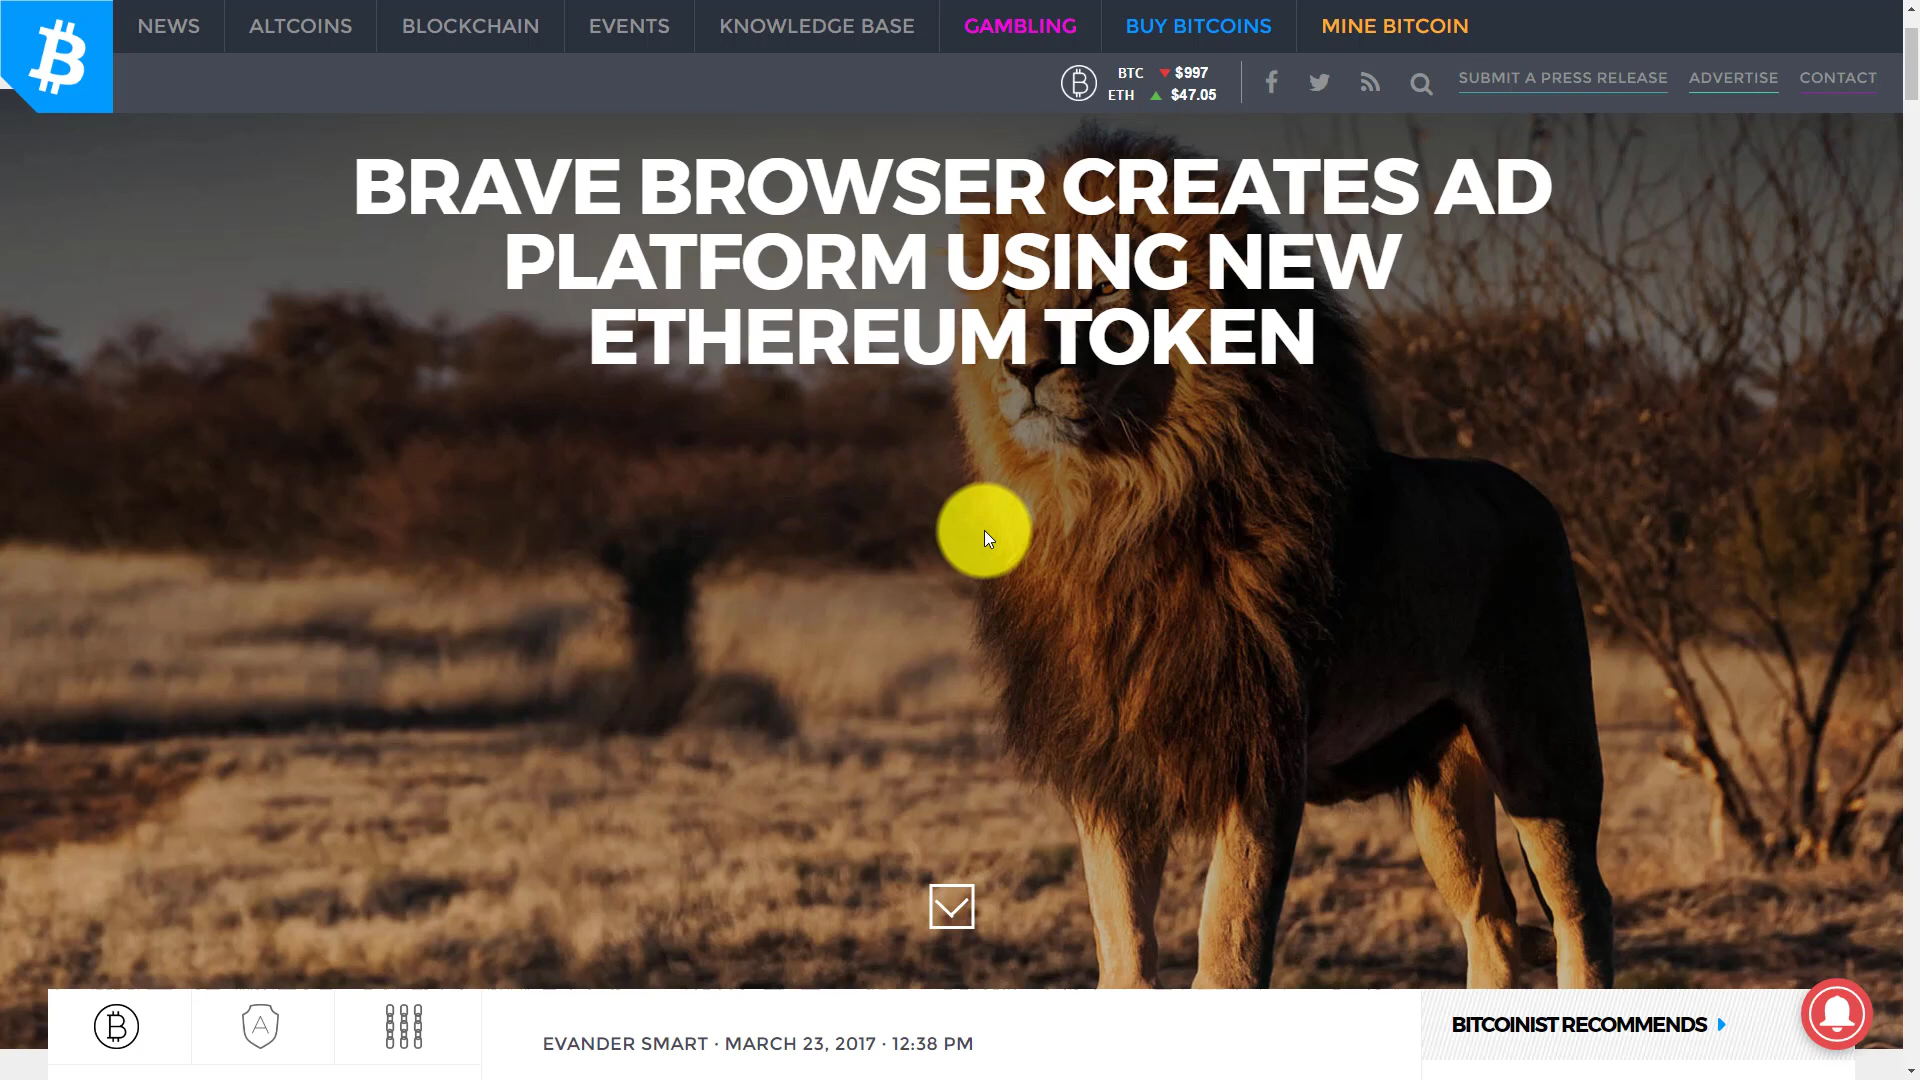 NEWS ALTCOINS BLOCKCHAIN EVENTS KNOWLEDGE BASE GAMBLING BUY BITCOINS MINE BITCOIN
BTC $997
ETH $47.05
SUBMIT A PRESS RELEASE ADVERTISE CONTACT
BRAVE BROWSER CREATES AD
PLATFORM USING NEW
ETHEREUM TOKEN
EVANDER SMART · MARCH 23, 2017 · 12:38 PM
BITCOINIST RECOMMENDS